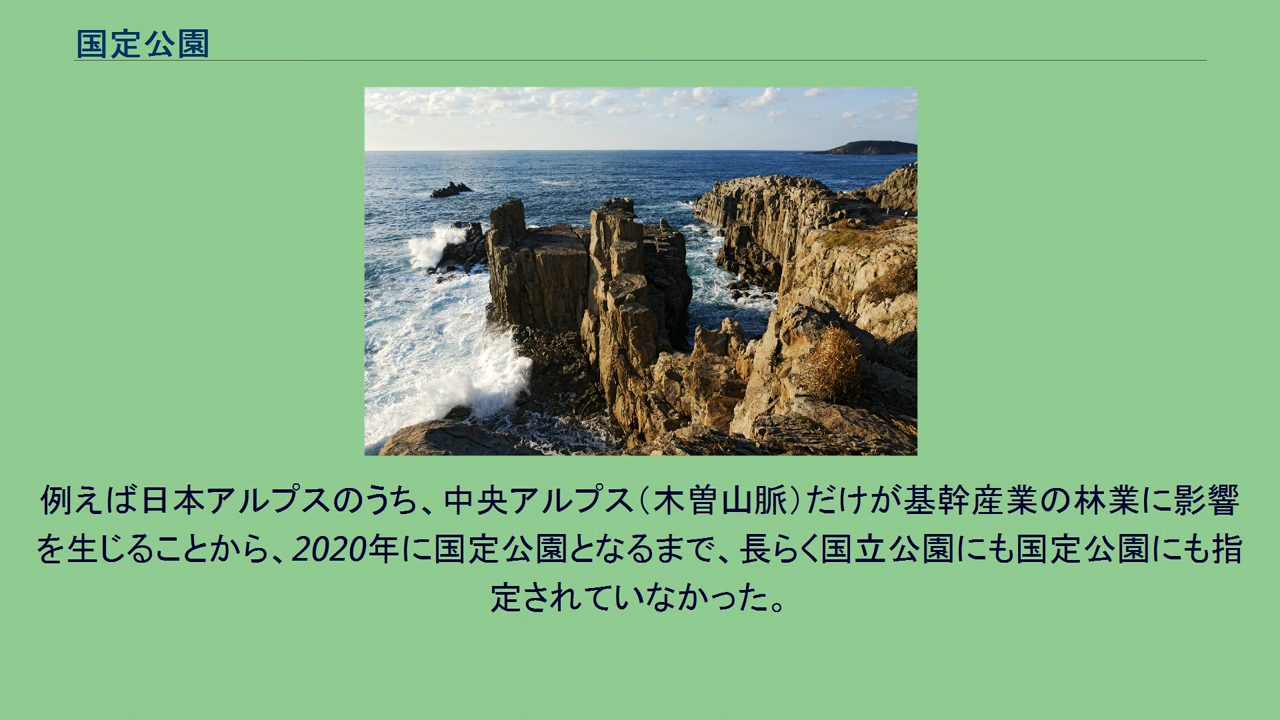 国定公園
例えば日本アルプスのうち、中央アルプス（木曽山脈）だけが基幹産業の林業に影響
を生じることから、2020年に国定公園となるまで、長らく国立公園にも国定公園にも指
定されていなかった。